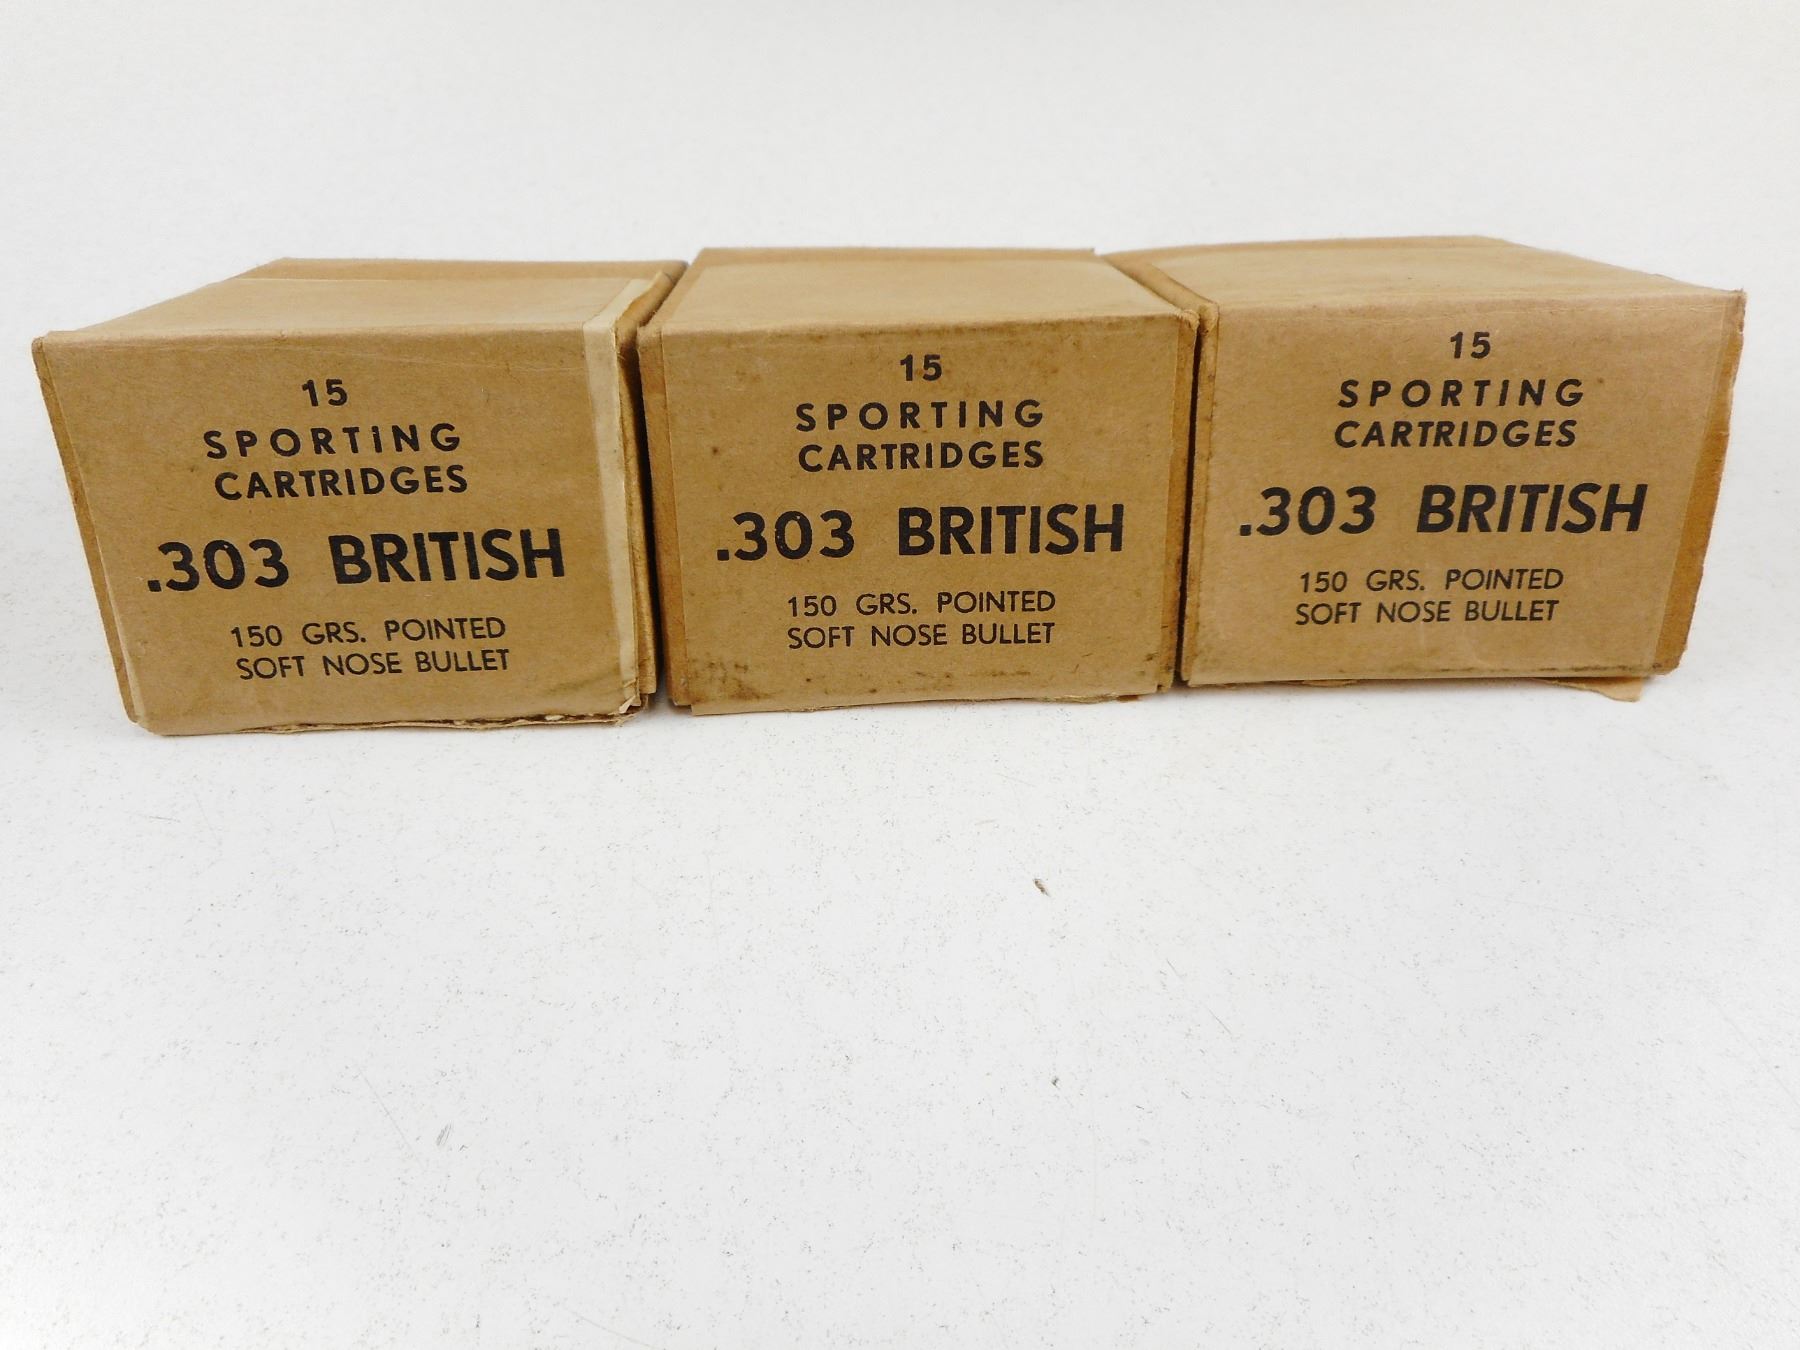 15
SPORTING
CARTRIDGES
.303 BRITISH
150 GRS. POINTED
SOFT NOSE BULLET
15
SPORTING
CARTRIDGES
.303 BRITISH
150 GRS. POINTED
SOFT NOSE BULLET
15
SPORTING
CARTRIDGES
.303 BRITISH
150 GRS. POINTED
SOFT NOSE BULLET